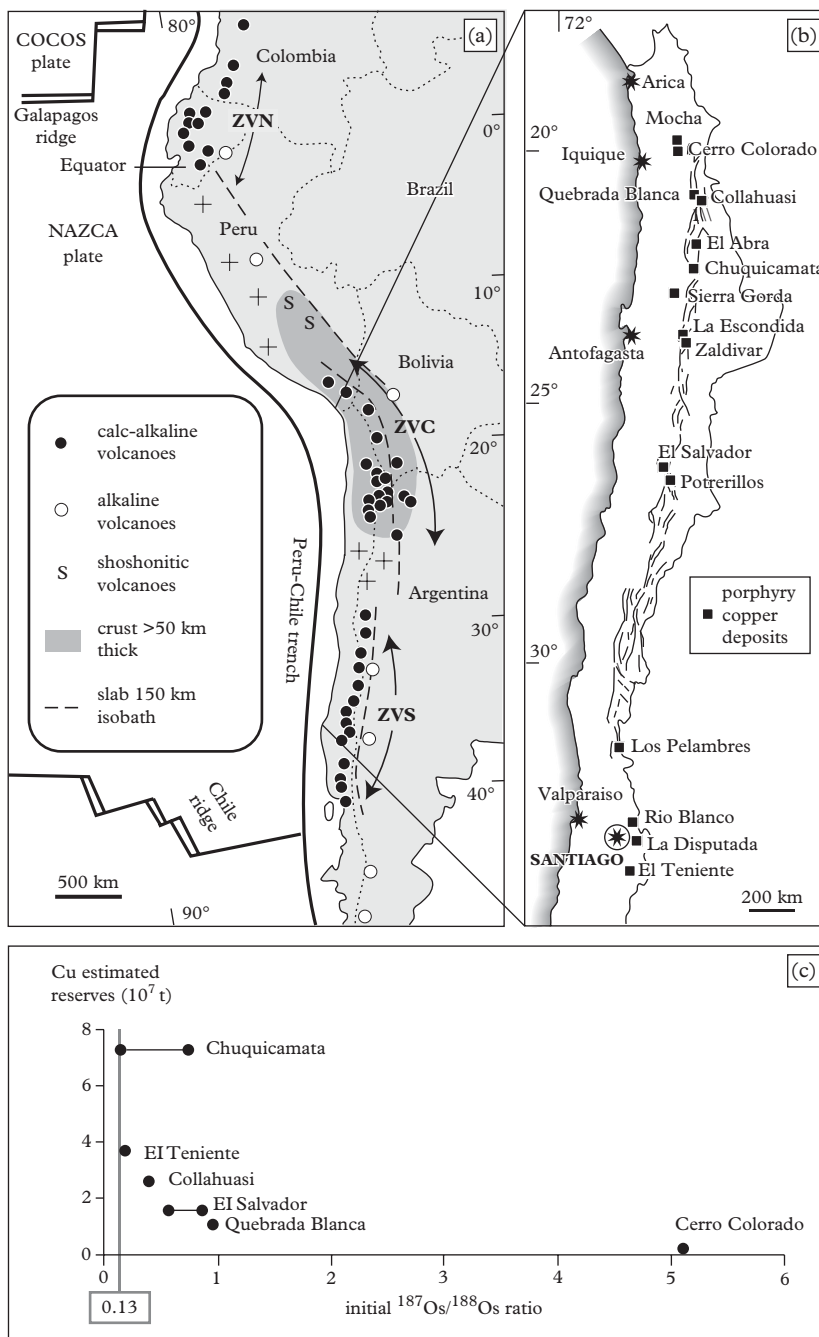 (a)
80°
COCOS
plate
Colombia
Galapagos
ridge
ZVN
0°
Equator
Brazil
NAZCA
plate
Peru
10°
S
S
Bolivia
ZVC
20°
calc-alkaline
volcanoes
alkaline
volcanoes
S
shoshonitic
volcanoes
crust >50 km
thick
slab 150 km
isobath
Peru-Chile trench
Argentina
30°
ZVS
Chile
ridge
40°
500 km
90°
(b)
72°
Arica
Mocha
20°
Cerro Colorado
Iquique
Quebrada Blanca
Collahuasi
El Abra
Chuquicamata
Sierra Gorda
La Escondida
Antofagasta
Zaldivar
25°
El Salvador
Potrerillos
porphyry
copper
deposits
30°
Los Pelambres
Valparaiso
Rio Blanco
La Disputada
SANTIAGO
El Teniente
200 km
(c)
Cu estimated
reserves (10⁷ t)
8
Chuquicamata
6
4
EI Teniente
Collahuasi
2
EI Salvador
Quebrada Blanca
Cerro Colorado
0
0 1 2 3 4 5 6
0.13
initial ¹⁸⁷Os/¹⁸⁸Os ratio